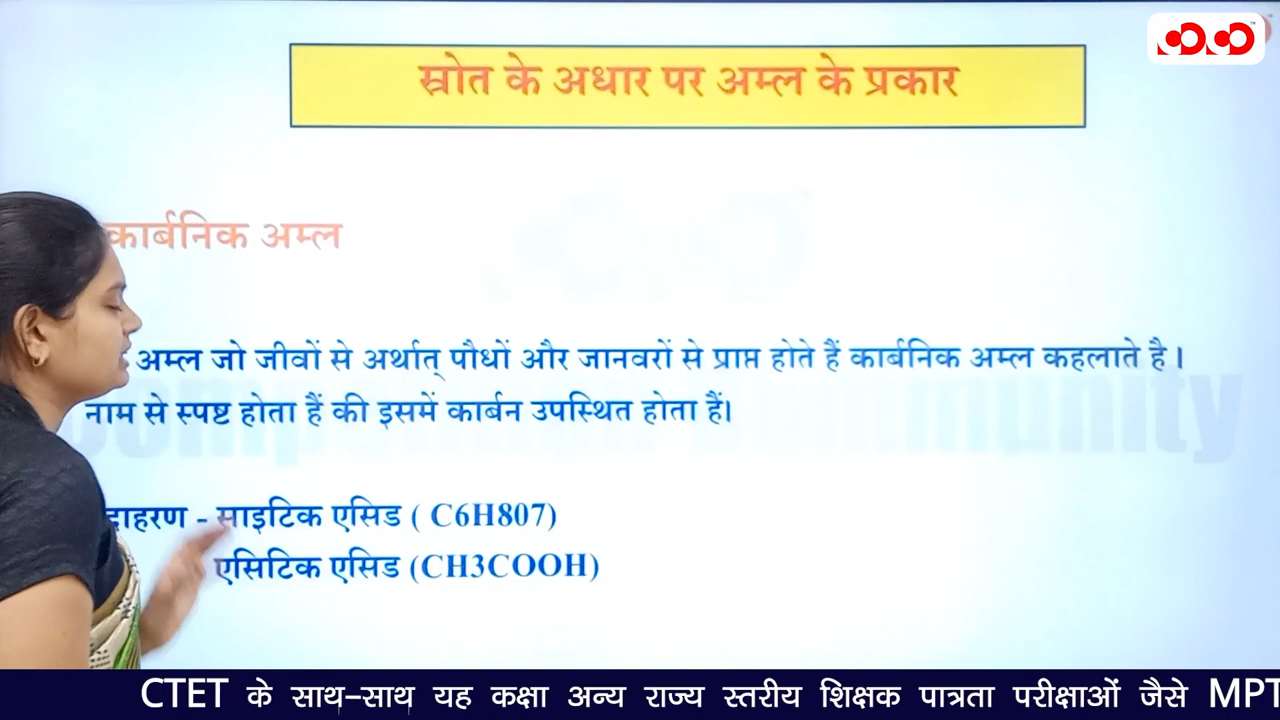 स्रोत के अधार पर अम्ल के प्रकार
कार्बनिक अम्ल
अम्ल जो जीवों से अर्थात् पौधों और जानवरों से प्राप्त होते हैं कार्बनिक अम्ल कहलाते है।
नाम से स्पष्ट होता हैं की इसमें कार्बन उपस्थित होता हैं।
- साइटिक एसिड ( C6H807)
एसिटिक एसिड (CH3COOH)
CTET के साथ-साथ यह कक्षा अन्य राज्य स्तरीय शिक्षक पात्रता परीक्षाओं जैसे MPT